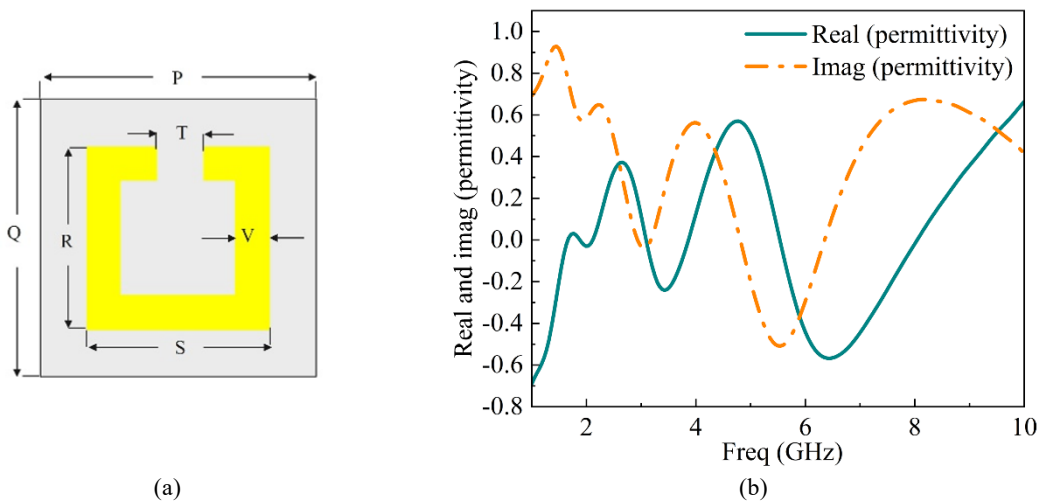 P
T
Q
R
V
S
(a)
Real (permittivity)
Imag (permittivity)
Real and imag (permittivity)
1.0
0.8
0.6
0.4
0.2
0.0
-0.2
-0.4
-0.6
-0.8
2 4 6 8 10
Freq (GHz)
(b)